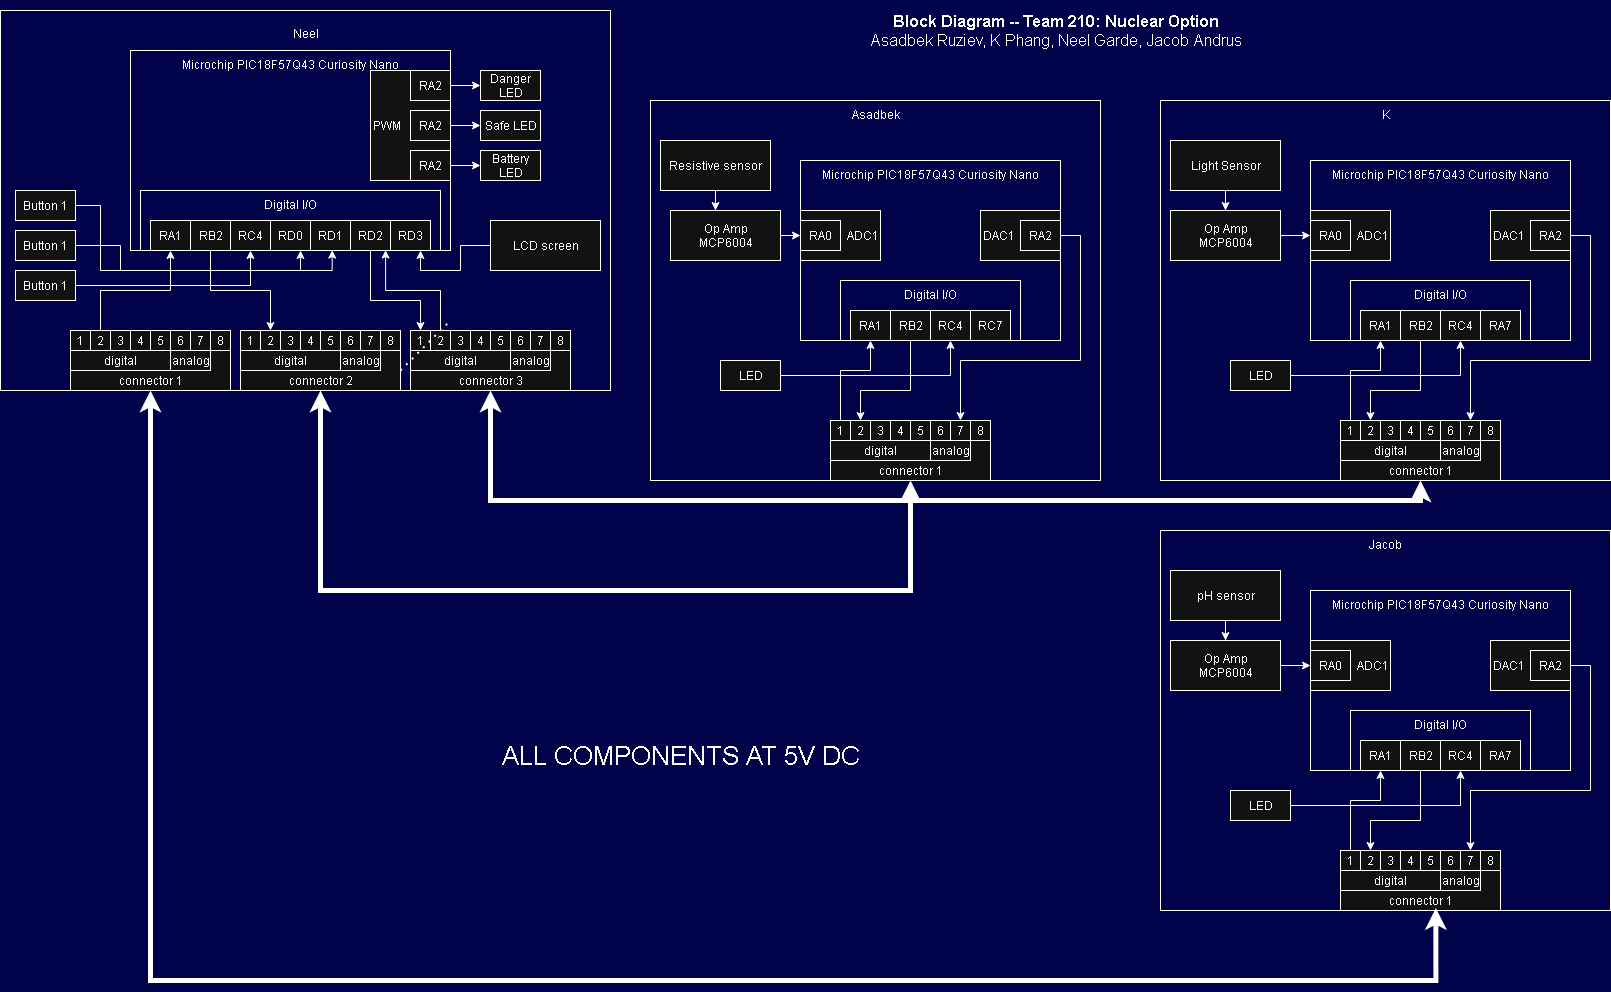 Block Diagram -- Team 210: Nuclear Option
Asadbek Ruziev, K Phang, Neel Garde, Jacob Andrus
Neel
Microchip PIC18F57Q43 Curiosity Nano
PWM
RA2
Danger
LED
RA2
Safe LED
RA2
Battery
LED
Button 1
Button 1
Button 1
Digital I/O
RA1 RB2 RC4 RD0 RD1 RD2 RD3
LCD screen
1 2 3 4 5 6 7 8
digital analog
connector 1
1 2 3 4 5 6 7 8
digital analog
connector 2
1 2 3 4 5 6 7 8
digital analog
connector 3
Asadbek
Resistive sensor
Op Amp
MCP6004
Microchip PIC18F57Q43 Curiosity Nano
RA0 ADC1
DAC1 RA2
Digital I/O
RA1 RB2 RC4 RC7
LED
1 2 3 4 5 6 7 8
digital analog
connector 1
K
Light Sensor
Op Amp
MCP6004
Microchip PIC18F57Q43 Curiosity Nano
RA0 ADC1
DAC1 RA2
Digital I/O
RA1 RB2 RC4 RA7
LED
1 2 3 4 5 6 7 8
digital analog
connector 1
Jacob
pH sensor
Op Amp
MCP6004
Microchip PIC18F57Q43 Curiosity Nano
RA0 ADC1
DAC1 RA2
Digital I/O
RA1 RB2 RC4 RA7
LED
1 2 3 4 5 6 7 8
digital analog
connector 1
ALL COMPONENTS AT 5V DC